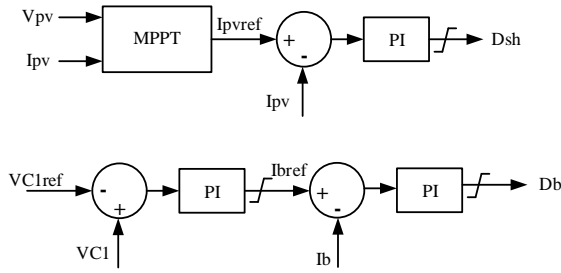 Vpv
Ipv
MPPT
Ipvref
+
-
Ipv
PI
Dsh
VC1ref
-
+
VC1
PI
Ibref
+
-
Ib
PI
Db